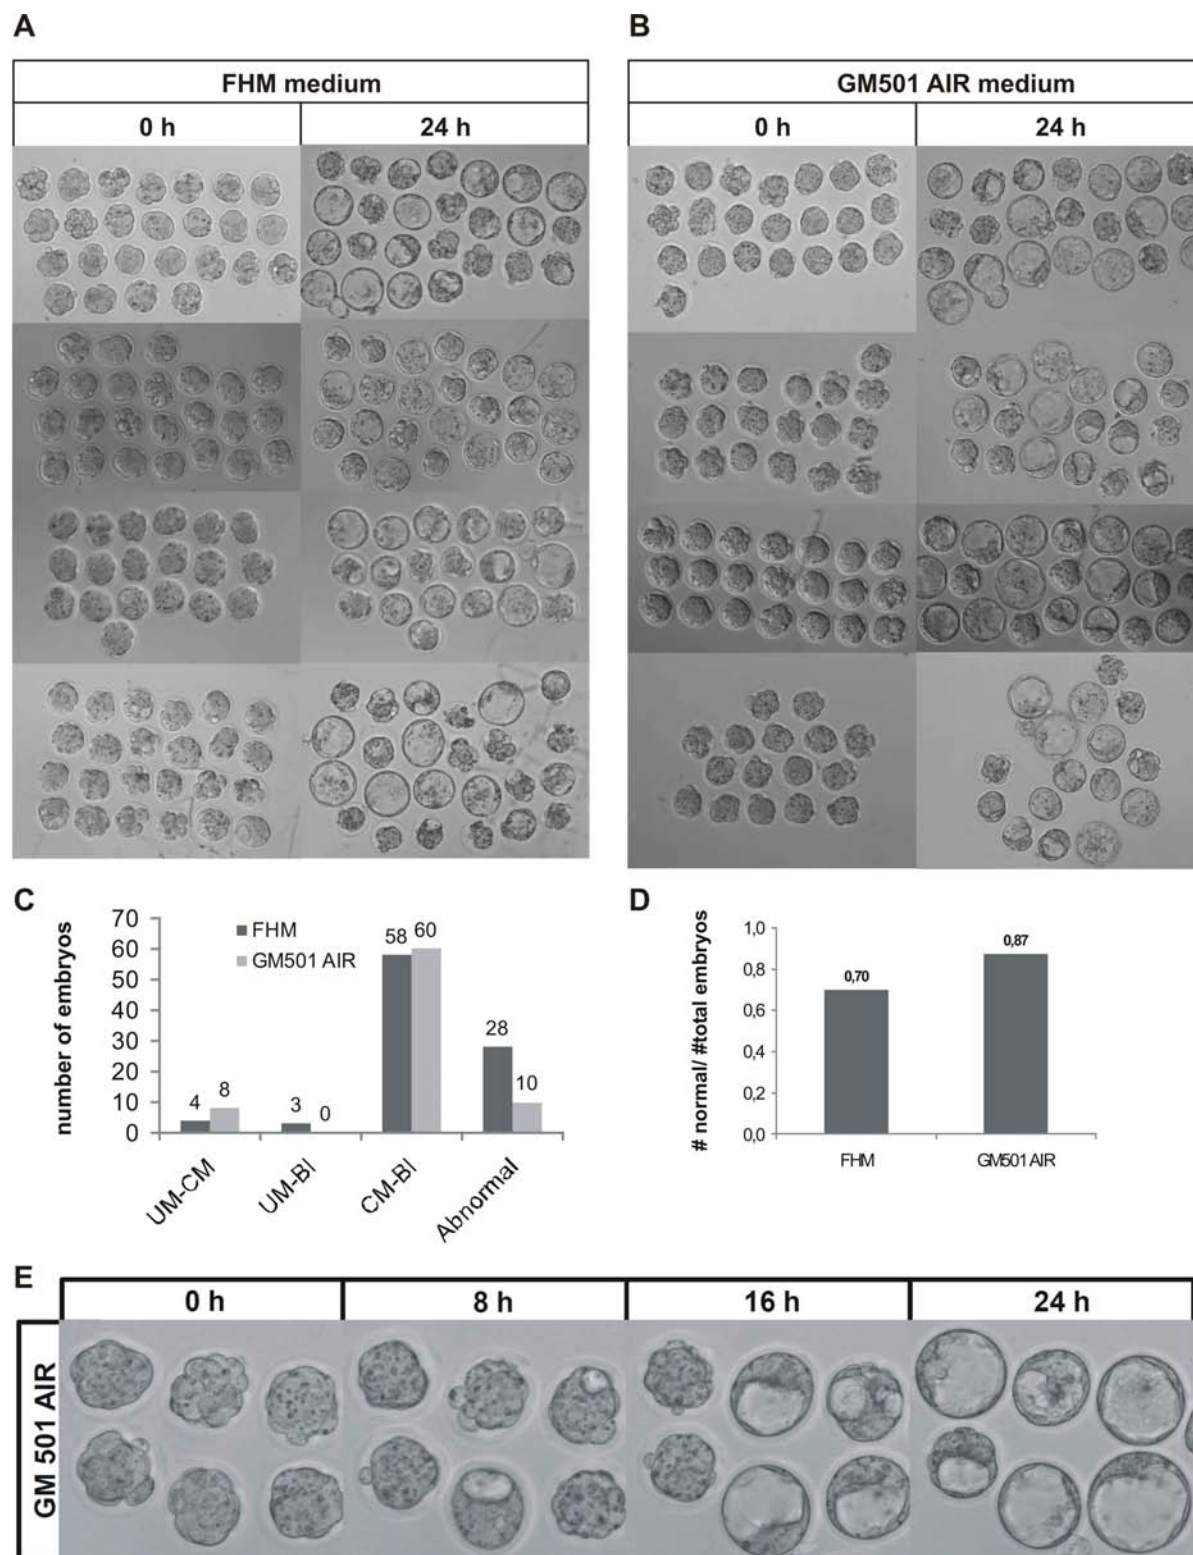 A
B
FHM medium
GM501 AIR medium
0 h
24 h
0 h
24 h
C
D
70
60
50
40
30
20
10
0
number of embryos
FHM
GM501 AIR
4
8
3
0
58
60
28
10
UM-CM
UM-Bl
CM-Bl
Abnormal
1,0
0,8
0,6
0,4
0,2
0,0
# normal/ #total embryos
0,70
0,87
FHM
GM501 AIR
E
0 h
8 h
16 h
24 h
GM 501 AIR